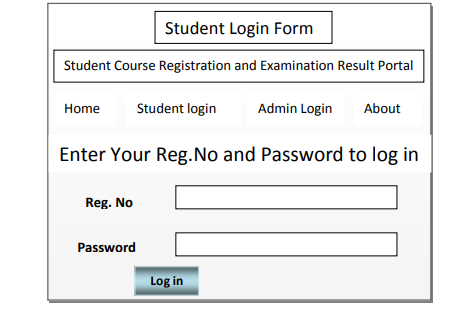 Student Login Form
Student Course Registration and Examination Result Portal
Home Student login Admin Login About
Enter Your Reg.No and Password to log in
Reg. No
Password
Log in